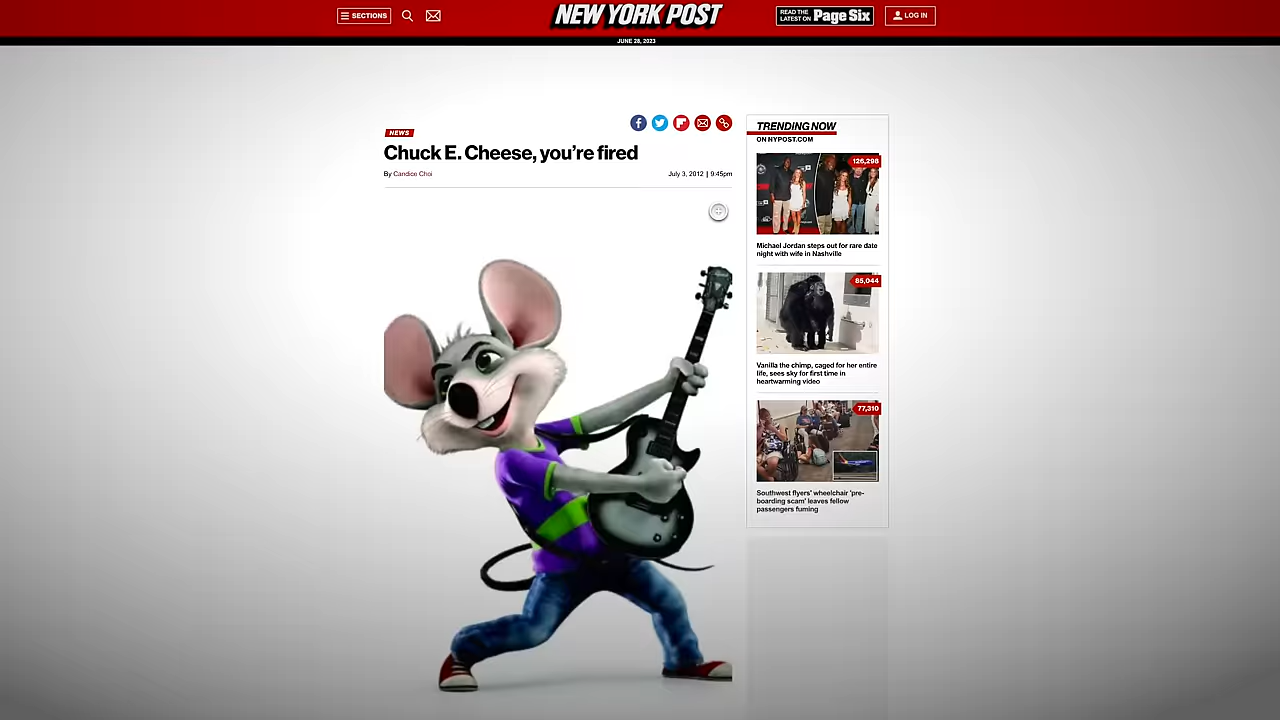 SECTIONS
NEW YORK POST
READ THE
LATEST ON
Page Six
LOG IN
JUNE 28, 2023
NEWS
Chuck E. Cheese, you're fired
By Candice Choi
July 3, 2012 | 9:45pm
TRENDING NOW
ON NYPOST.COM
126,298
Michael Jordan steps out for rare date
night with wife in Nashville
85,044
Vanilla the chimp, caged for her entire
life, sees sky for first time in
heartwarming video
77,310
Southwest flyers' wheelchair 'pre-
boarding scam' leaves fellow
passengers fuming